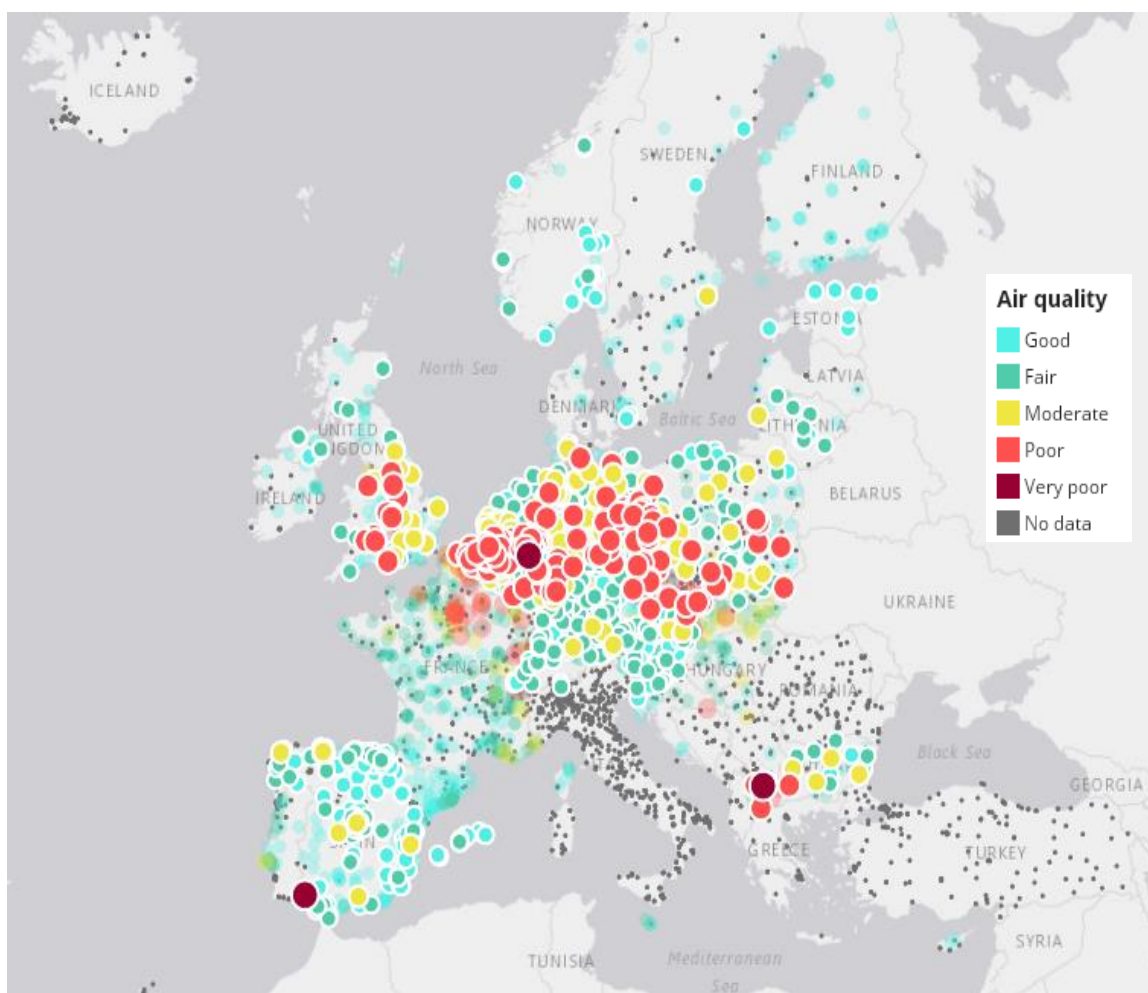 ICELAND
SWEDEN
FINLAND
NORWAY
Air quality
Good
Fair
Moderate
Poor
Very poor
No data
ESTONIA
North Sea
LATVIA
DENMARK
Baltic Sea
LITHUANIA
UNITED
KINGDOM
IRELAND
BELARUS
UKRAINE
FRANCE
HUNGARY
ROMANIA
Black Sea
GEORGIA
SPAIN
GREECE
TURKEY
SYRIA
TUNISIA
Mediterranean
Sea